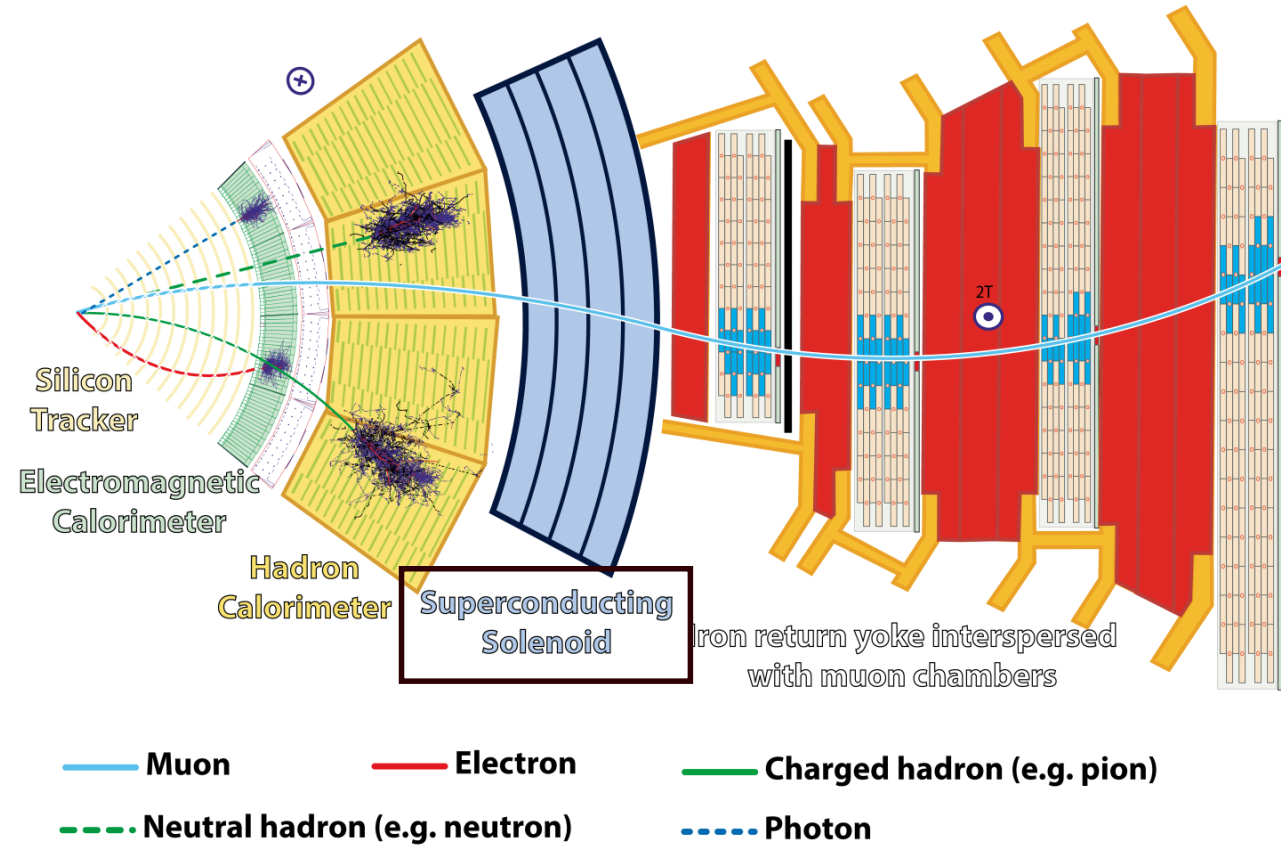 2T
Silicon
Tracker
Electromagnetic
Calorimeter
Hadron
Calorimeter
Superconducting
Solenoid
Iron return yoke interspersed
with muon chambers
Muon
Electron
Charged hadron (e.g. pion)
Neutral hadron (e.g. neutron)
Photon